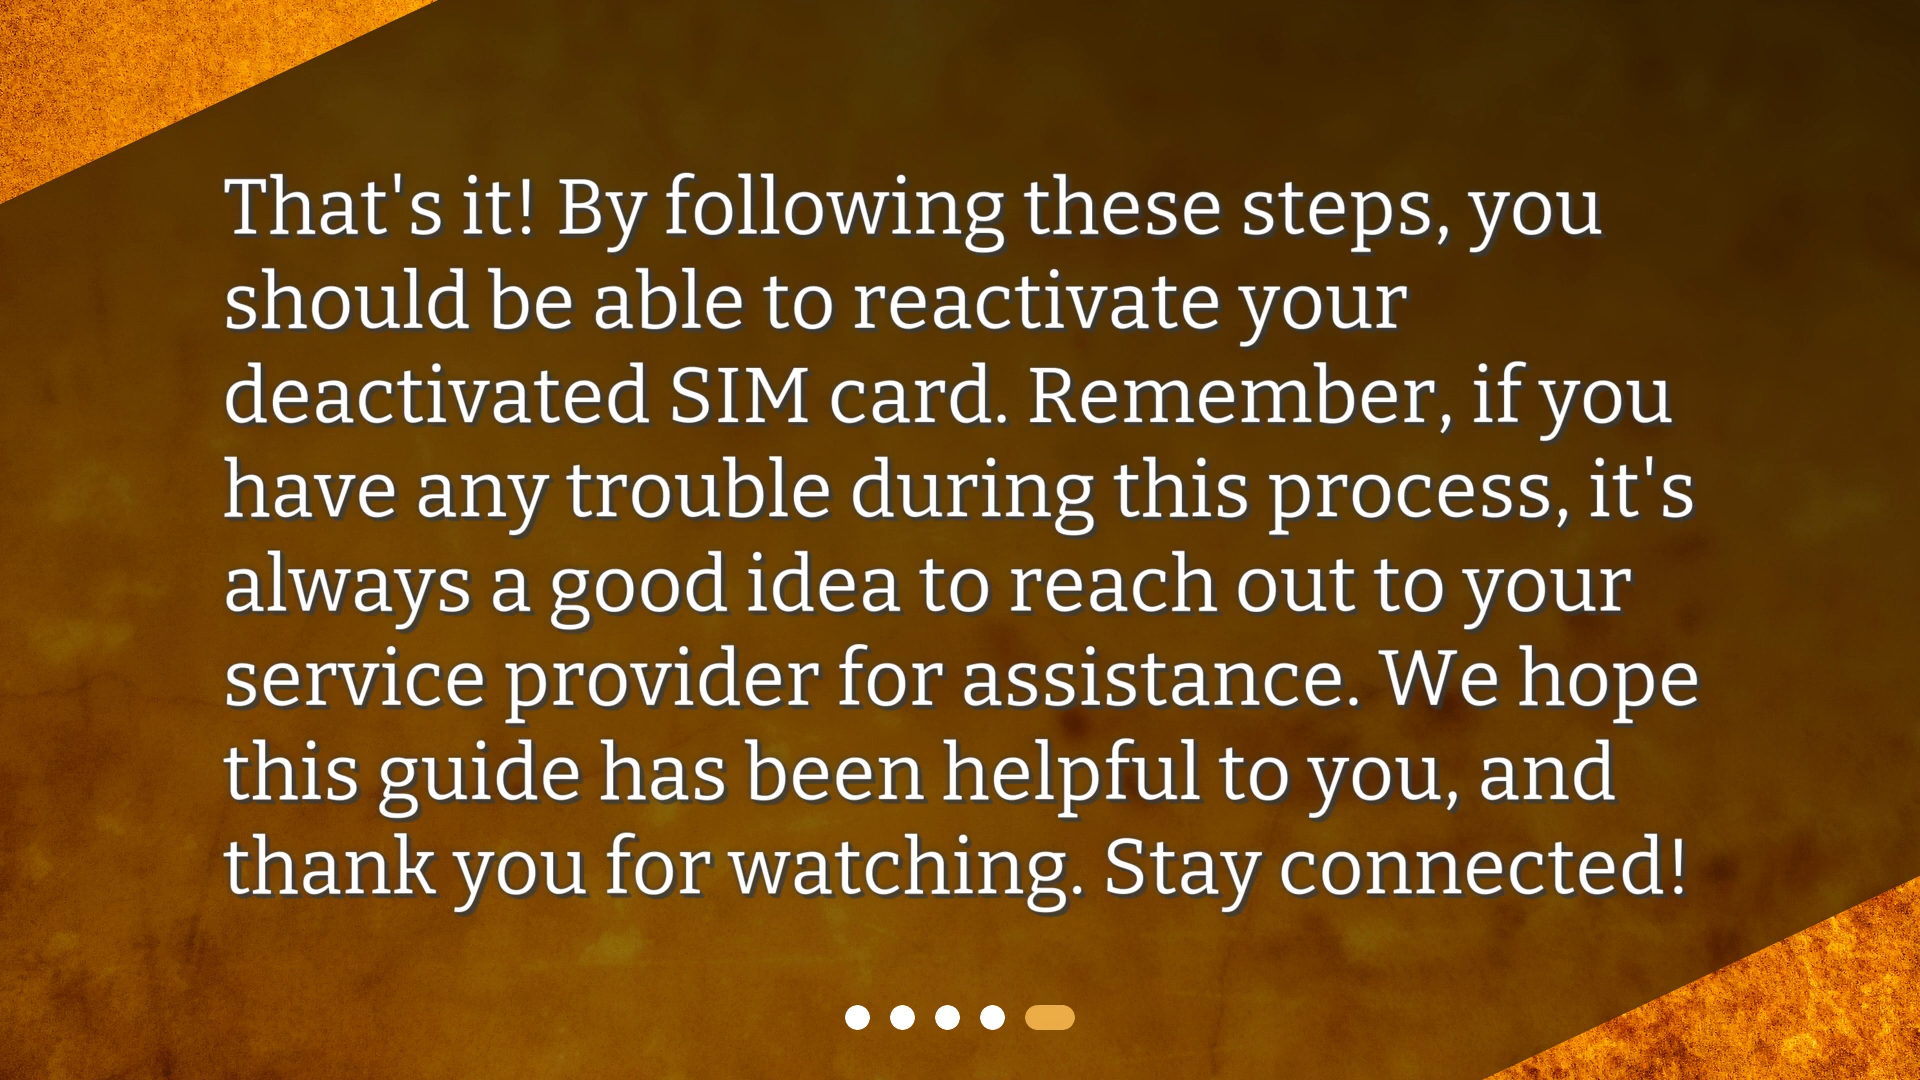 That's it! By following these steps, you
should be able to reactivate your
deactivated SIM card. Remember, if you
have any trouble during this process, it's
always a good idea to reach out to your
service provider for assistance. We hope
this guide has been helpful to you, and
thank you for watching. Stay connected!